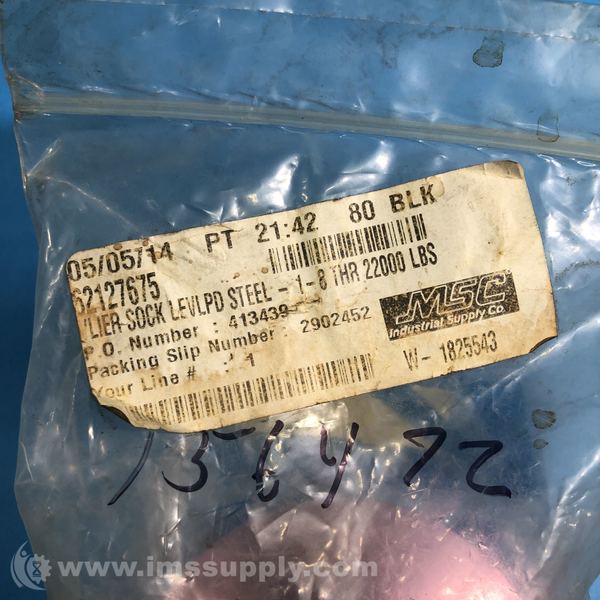 05/05/14 PT 21:42 80 BLK
62127675
VLIER-SOCK LEVLPD STEEL - 1-8 THR 22000 LBS
P.O. Number : 413439
Packing Slip Number : 2902452
Your Line # : 1
MSC
Industrial Supply Co.
W- 1825543
www.imssupply.com